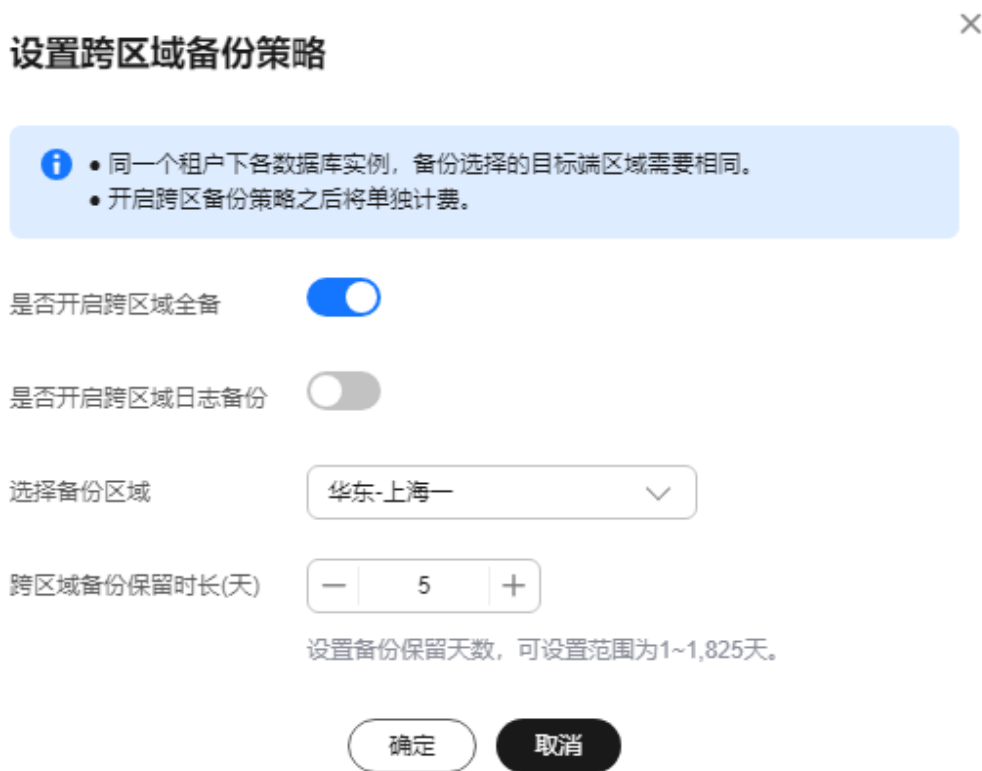 设置跨区域备份策略
● 同一个租户下各数据库实例，备份选择的目标端区域需要相同。
● 开启跨区备份策略之后将单独计费。
是否开启跨区域全备
是否开启跨区域日志备份
选择备份区域 华东-上海一
跨区域备份保留时长(天) 5
设置备份保留天数，可设置范围为1~1,825天。
确定 取消